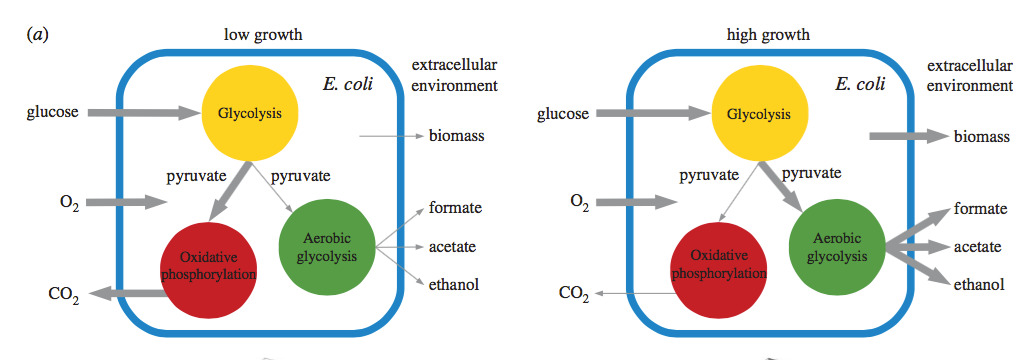 (a)
low growth
E. coli
extracellular
environment
glucose
Glycolysis
biomass
pyruvate
pyruvate
O2
formate
Aerobic
glycolysis
acetate
Oxidative
phosphorylation
ethanol
CO2
high growth
E. coli
extracellular
environment
glucose
Glycolysis
biomass
pyruvate
pyruvate
O2
formate
Aerobic
glycolysis
acetate
Oxidative
phosphorylation
ethanol
CO2